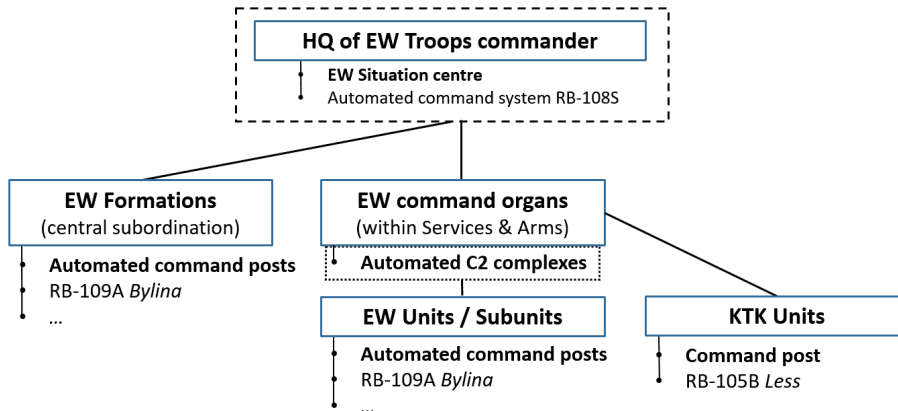 HQ of EW Troops commander
EW Situation centre
Automated command system RB-108S
EW Formations
(central subordination)
Automated command posts
RB-109A Bylina
...
EW command organs
(within Services & Arms)
Automated C2 complexes
EW Units / Subunits
Automated command posts
RB-109A Bylina
...
KTK Units
Command post
RB-105B Less